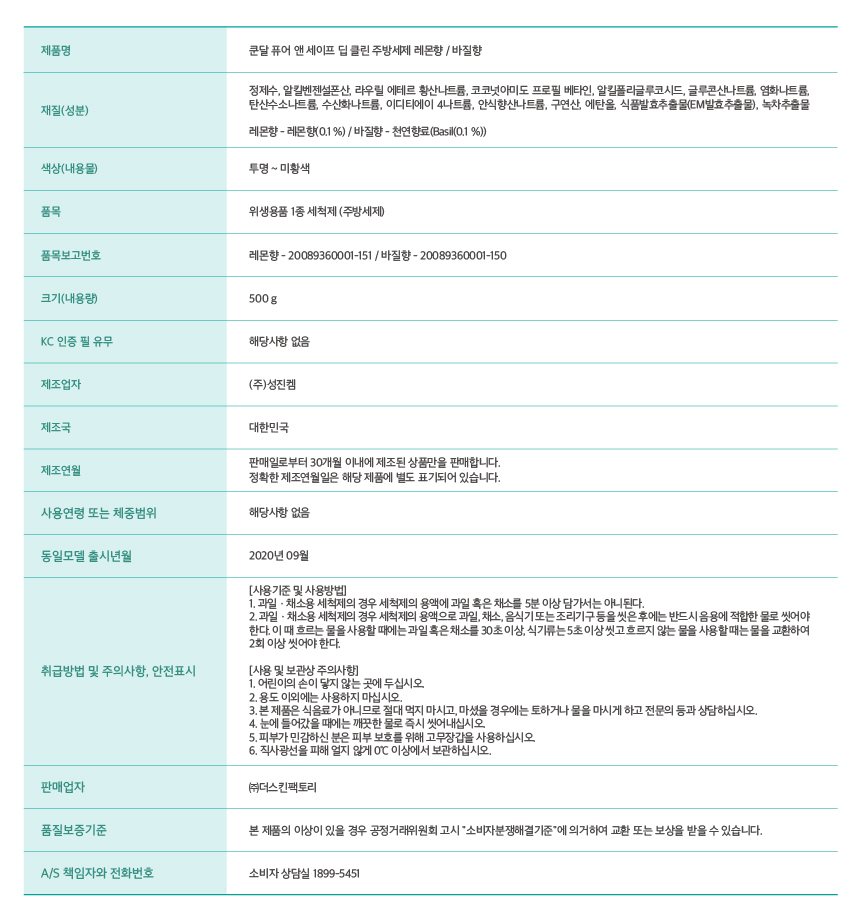 제품명
쿤달 퓨어 앤 세이프 딥 클린 주방세제 레몬향 / 바질향
재질(성분)
정제수, 알킬벤젠설폰산, 라우릴 에테르 황산나트륨, 코코넛아미도 프로필 베타인, 알킬폴리글루코시드, 글루콘산나트륨, 염화나트륨,
탄산수소나트륨, 수산화나트륨, 이디티에이 4나트륨, 안식향산나트륨, 구연산, 에탄올, 식품발효추출물(EM발효추출물), 녹차추출물
레몬향 - 레몬향(0.1 %) / 바질향 - 천연향료(Basil(0.1 %))
색상(내용물)
투명 ~ 미황색
품목
위생용품 1종 세척제 (주방세제)
품목보고번호
레몬향 - 20089360001-151 / 바질향 - 20089360001-150
크기(내용량)
500 g
KC 인증 필 유무
해당사항 없음
제조업자
(주)성진켐
제조국
대한민국
제조연월
판매일로부터 30개월 이내에 제조된 상품만을 판매합니다.
정확한 제조연월일은 해당 제품에 별도 표기되어 있습니다.
사용연령 또는 체중범위
해당사항 없음
동일모델 출시년월
2020년 09월
취급방법 및 주의사항, 안전표시
[사용기준 및 사용방법]
1. 과일 · 채소용 세척제의 경우 세척제의 용액에 과일 혹은 채소를 5분 이상 담가서는 아니된다.
2. 과일 · 채소용 세척제의 경우 세척제의 용액으로 과일, 채소, 음식기 또는 조리기구 등을 씻은 후에는 반드시 음용에 적합한 물로 씻어야
한다. 이 때 흐르는 물을 사용할 때에는 과일 혹은 채소를 30초 이상, 식기류는 5초 이상 씻고 흐르지 않는 물을 사용할 때는 물을 교환하여
2회 이상 씻어야 한다.
[사용 및 보관상 주의사항]
1. 어린이의 손이 닿지 않는 곳에 두십시오.
2. 용도 이외에는 사용하지 마십시오.
3. 본 제품은 식음료가 아니므로 절대 먹지 마시고, 마셨을 경우에는 토하거나 물을 마시게 하고 전문의 등과 상담하십시오.
4. 눈에 들어갔을 때에는 깨끗한 물로 즉시 씻어내십시오.
5. 피부가 민감하신 분은 피부 보호를 위해 고무장갑을 사용하십시오.
6. 직사광선을 피해 얼지 않게 0℃ 이상에서 보관하십시오.
판매업자
㈜더스킨팩토리
품질보증기준
본 제품의 이상이 있을 경우 공정거래위원회 고시 "소비자분쟁해결기준"에 의거하여 교환 또는 보상을 받을 수 있습니다.
A/S 책임자와 전화번호
소비자 상담실 1899-5451